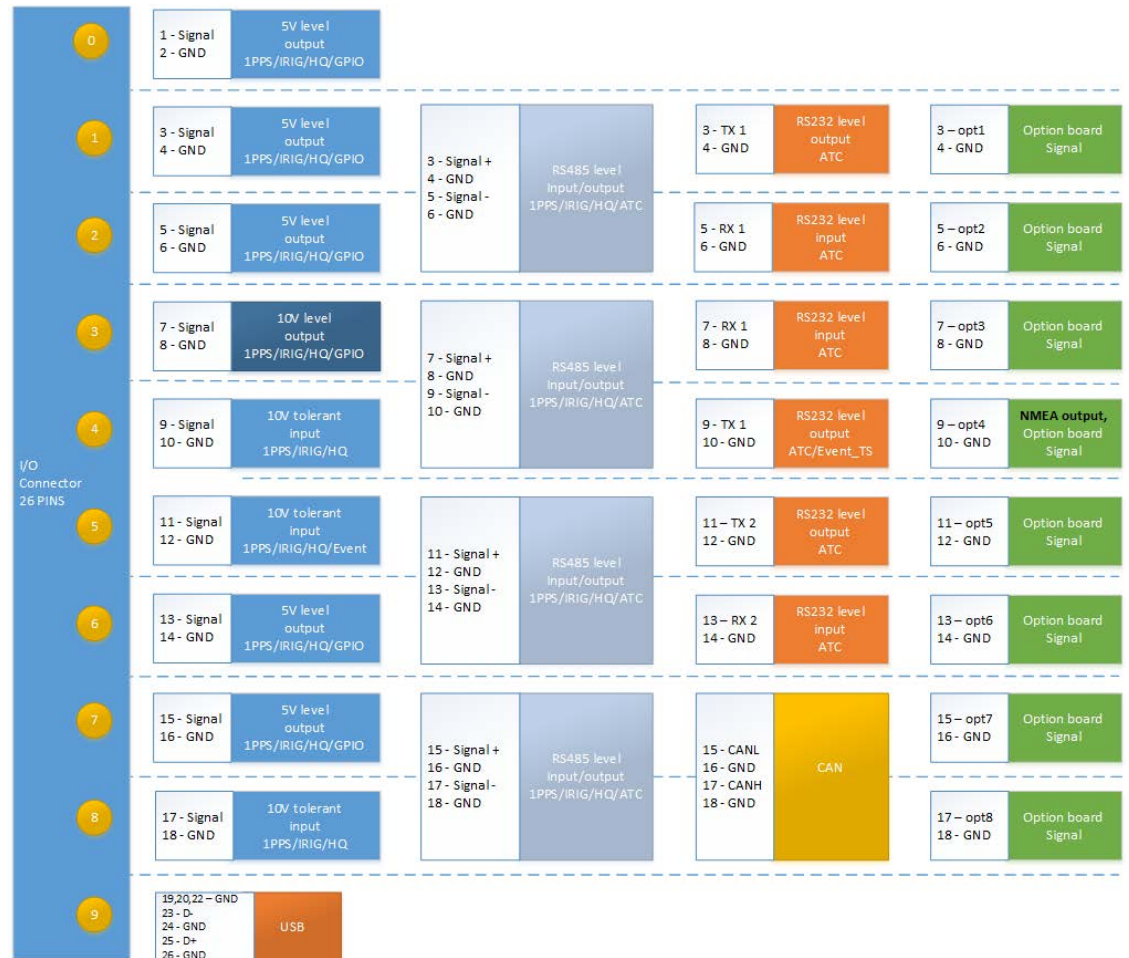 I/O
Connector
26 PINS
0
1 - Signal
2 - GND
5V level
output
1PPS/IRIG/HQ/GPIO
1
3 - Signal
4 - GND
5V level
output
1PPS/IRIG/HQ/GPIO
3 - Signal +
4 - GND
5 - Signal -
6 - GND
RS485 level
Input/output
1PPS/IRIG/HQ/ATC
3 - TX 1
4 - GND
RS232 level
output
ATC
3 – opt1
4 - GND
Option board
Signal
2
5 - Signal
6 - GND
5V level
output
1PPS/IRIG/HQ/GPIO
5 - RX 1
6 - GND
RS232 level
input
ATC
5 – opt2
6 - GND
Option board
Signal
3
7 - Signal
8 - GND
10V level
output
1PPS/IRIG/HQ/GPIO
7 - Signal +
8 - GND
9 - Signal -
10 - GND
RS485 level
Input/output
1PPS/IRIG/HQ/ATC
7 - RX 1
8 - GND
RS232 level
input
ATC
7 – opt3
8 - GND
Option board
Signal
4
9 - Signal
10 - GND
10V tolerant
input
1PPS/IRIG/HQ
9 - TX 1
10 - GND
RS232 level
output
ATC/Event_TS
9 – opt4
10 - GND
NMEA output,
Option board
Signal
5
11 - Signal
12 - GND
10V tolerant
input
1PPS/IRIG/HQ/Event
11 - Signal +
12 - GND
13 - Signal -
14 - GND
RS485 level
Input/output
1PPS/IRIG/HQ/ATC
11 – TX 2
12 - GND
RS232 level
output
ATC
11 – opt5
12 - GND
Option board
Signal
6
13 - Signal
14 - GND
5V level
output
1PPS/IRIG/HQ/GPIO
13 – RX 2
14 - GND
RS232 level
input
ATC
13 – opt6
14 - GND
Option board
Signal
7
15 - Signal
16 - GND
5V level
output
1PPS/IRIG/HQ/GPIO
15 - Signal +
16 - GND
17 - Signal -
18 - GND
RS485 level
Input/output
1PPS/IRIG/HQ/ATC
15 - CANL
16 - GND
17 - CANH
18 - GND
CAN
15 – opt7
16 - GND
Option board
Signal
8
17 - Signal
18 - GND
10V tolerant
input
1PPS/IRIG/HQ
17 – opt8
18 - GND
Option board
Signal
9
19,20,22 – GND
23 - D-
24 - GND
25 - D+
26 - GND
USB